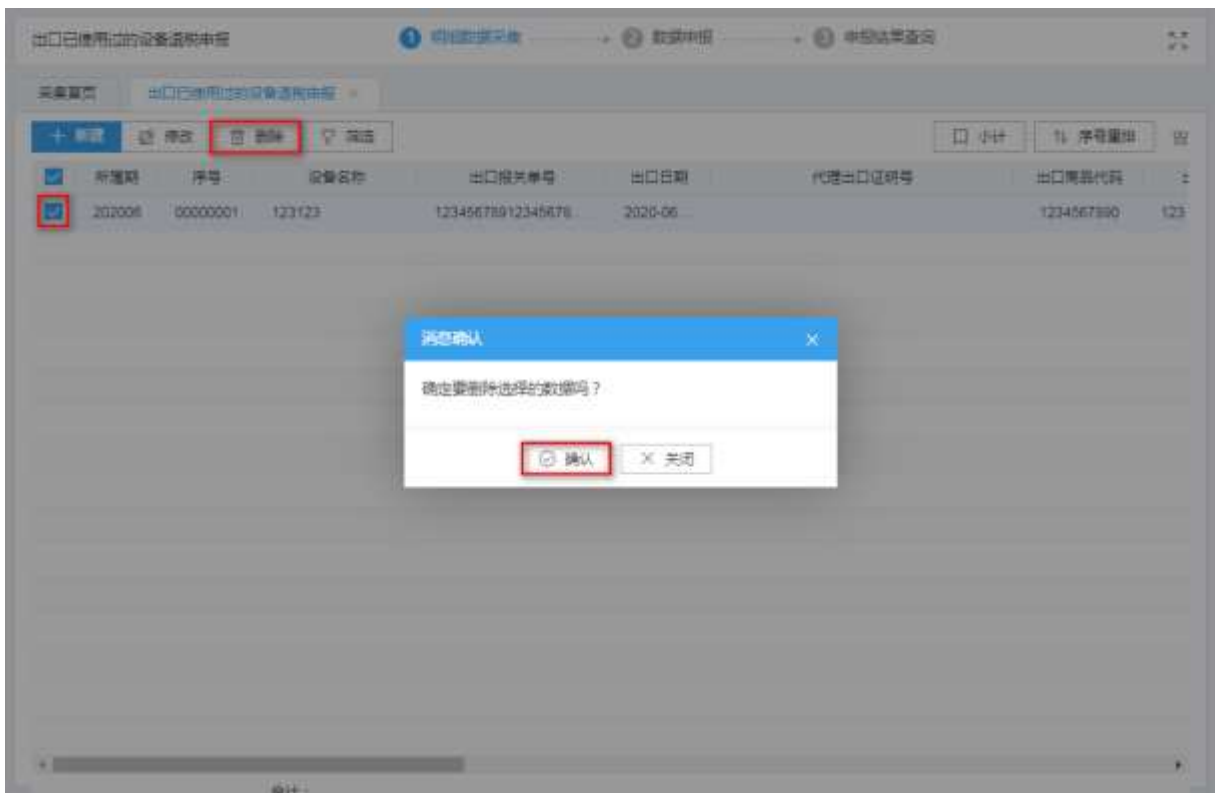 出口已使用过的设备退税申报 1 明细数据采集 2 数据申报 3 申报结果查询
采集首页 出口已使用过的设备退税申报 ×
+ 新建 修改 删除 筛选 小计 序号重排
所属期 序号 设备名称 出口报关单号 出口日期 代理出口证明号 出口商品代码
202006 00000001 123123 12345678912345678... 2020-06... 1234567890 123
消息确认 ×
确定要删除选择的数据吗？
确认 × 关闭
合计：